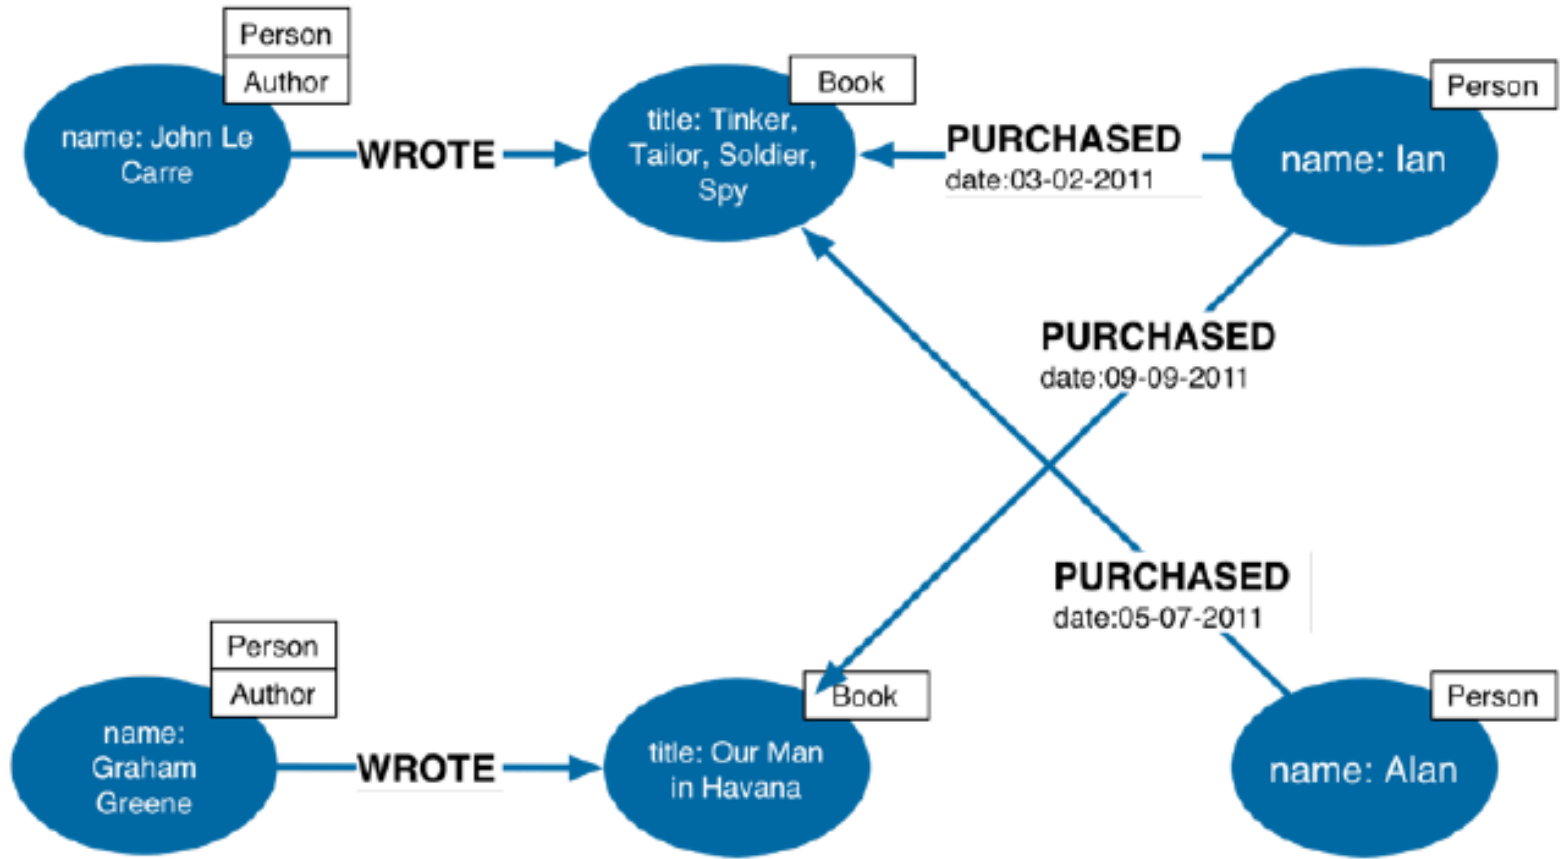 Person
Author
name: John Le
Carre
WROTE
Book
title: Tinker,
Tailor, Soldier,
Spy
PURCHASED
date:03-02-2011
Person
name: Ian
PURCHASED
date:09-09-2011
PURCHASED
date:05-07-2011
Person
Author
name:
Graham
Greene
WROTE
Book
title: Our Man
in Havana
Person
name: Alan